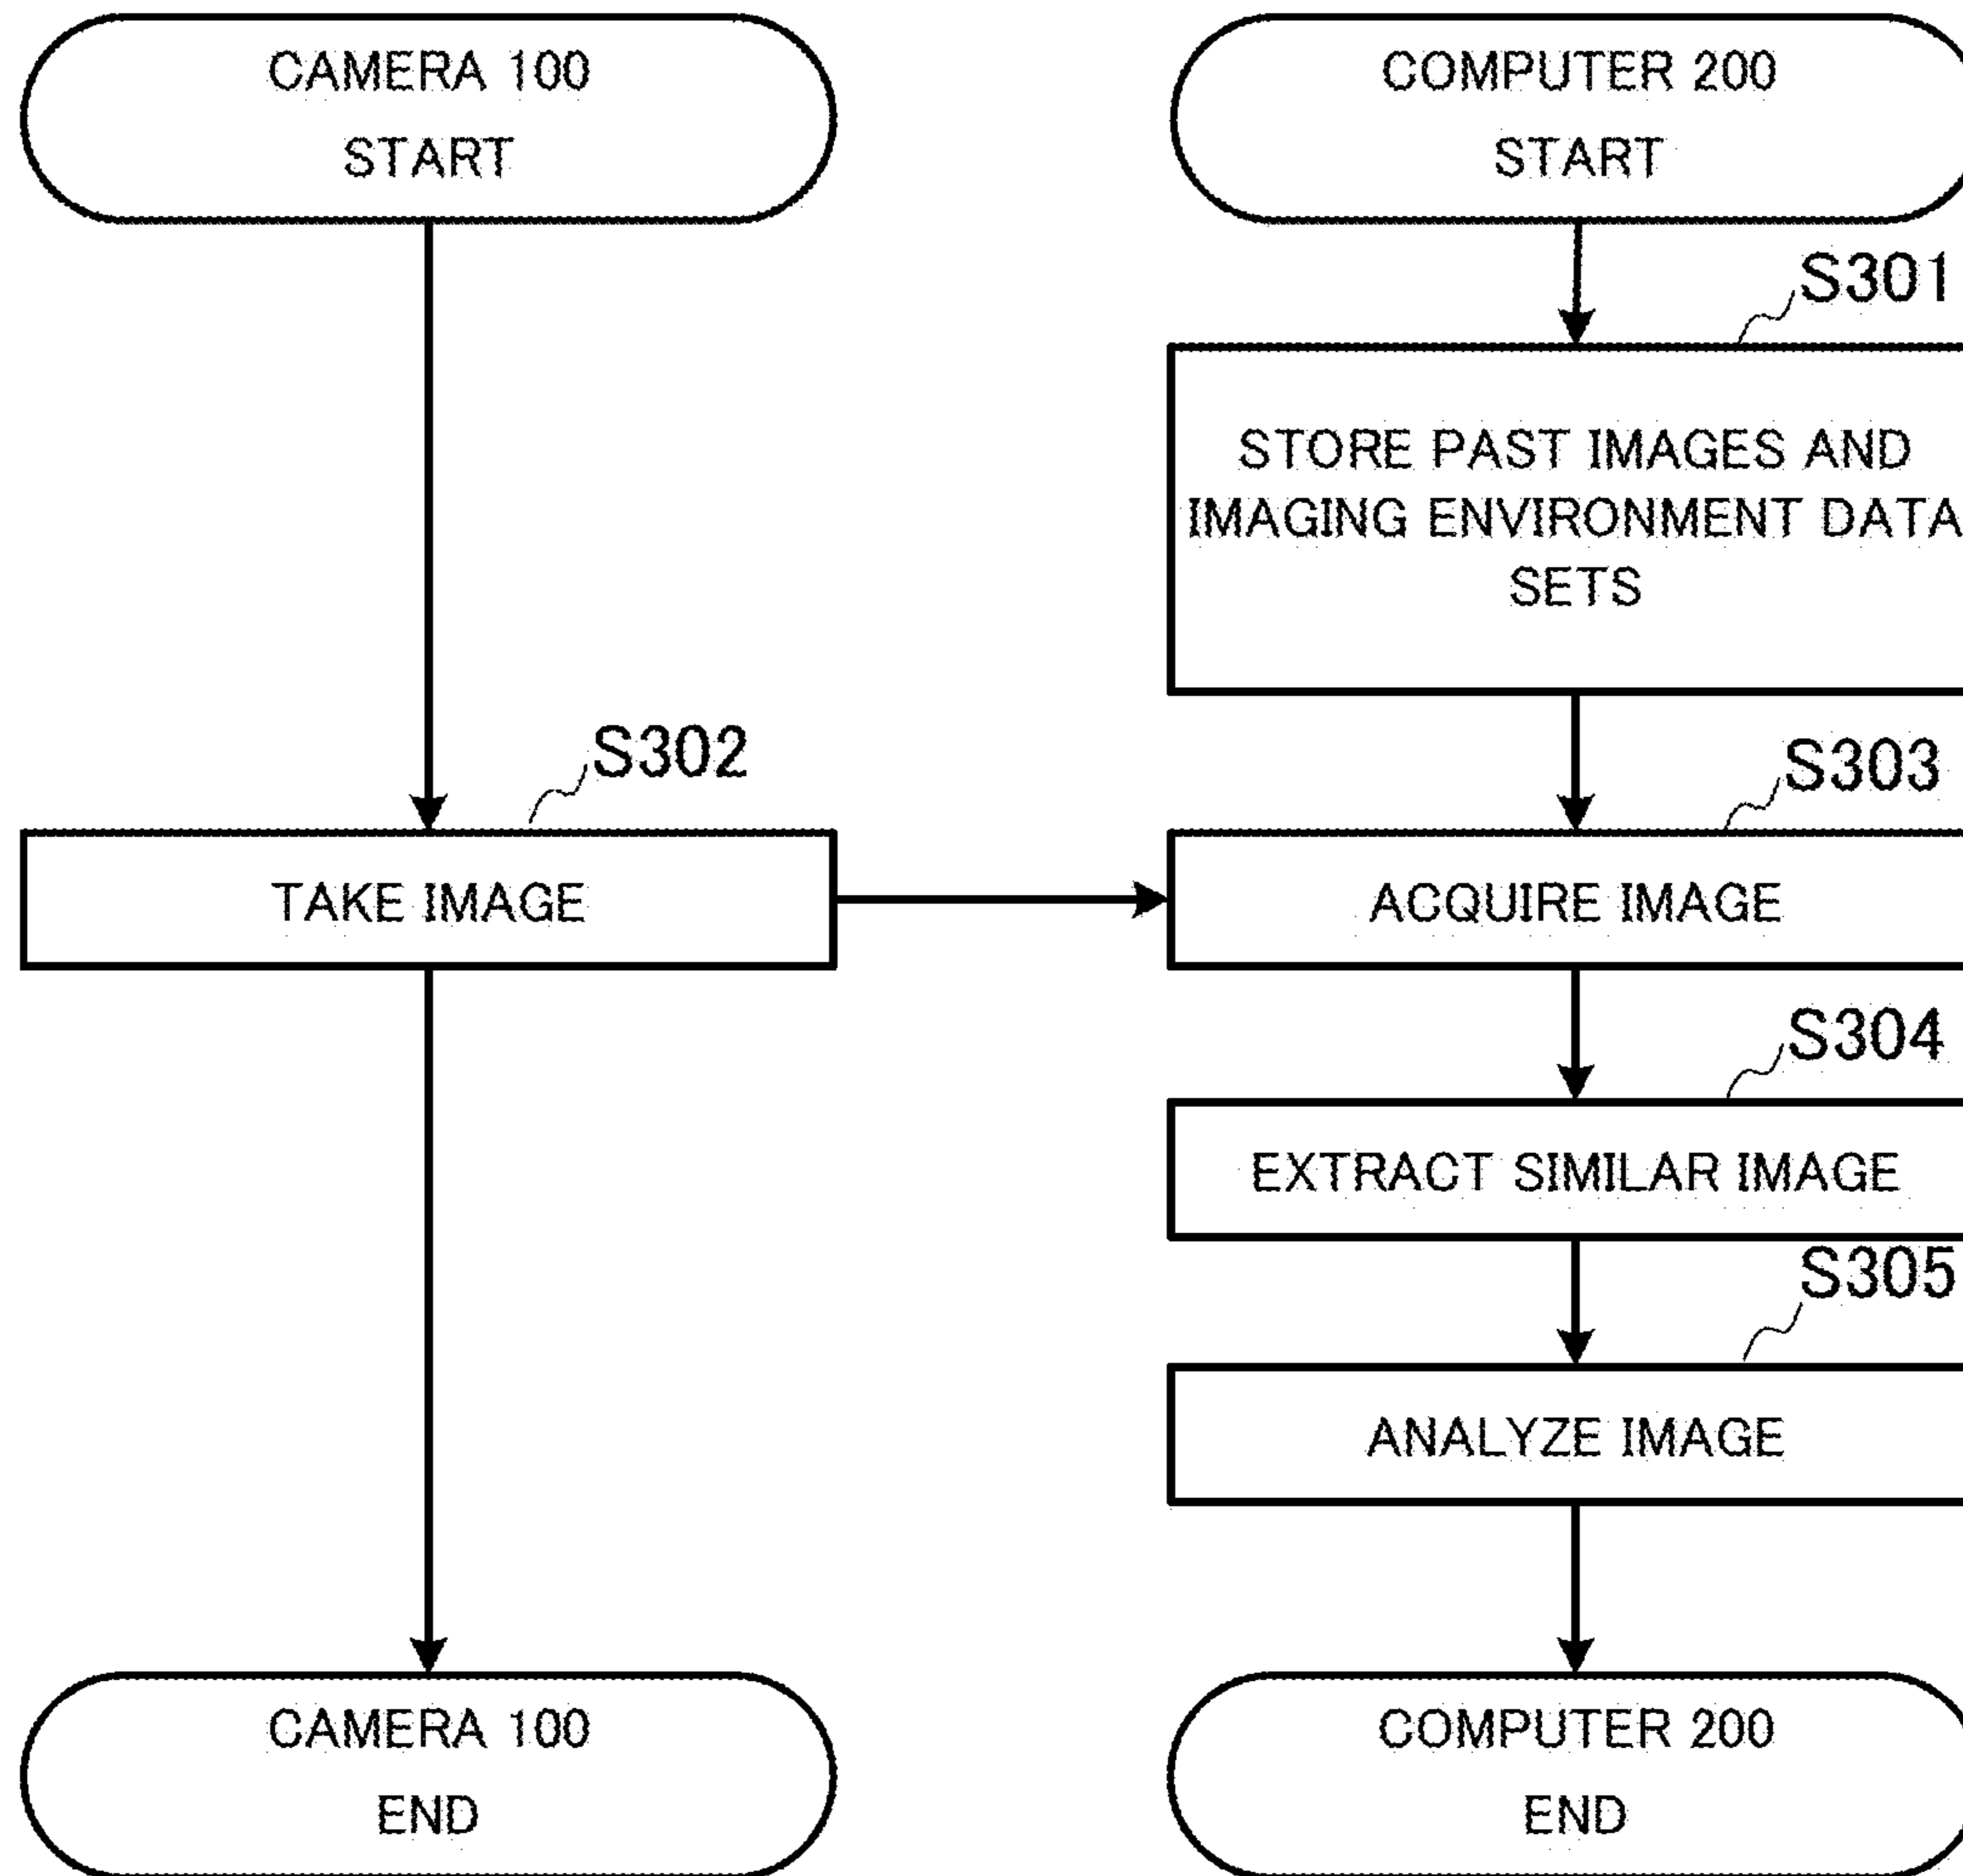 CAMERA 100
START
COMPUTER 200
START
S301
STORE PAST IMAGES AND
IMAGING ENVIRONMENT DATA
SETS
S302
TAKE IMAGE
S303
ACQUIRE IMAGE
S304
EXTRACT SIMILAR IMAGE
S305
ANALYZE IMAGE
CAMERA 100
END
COMPUTER 200
END